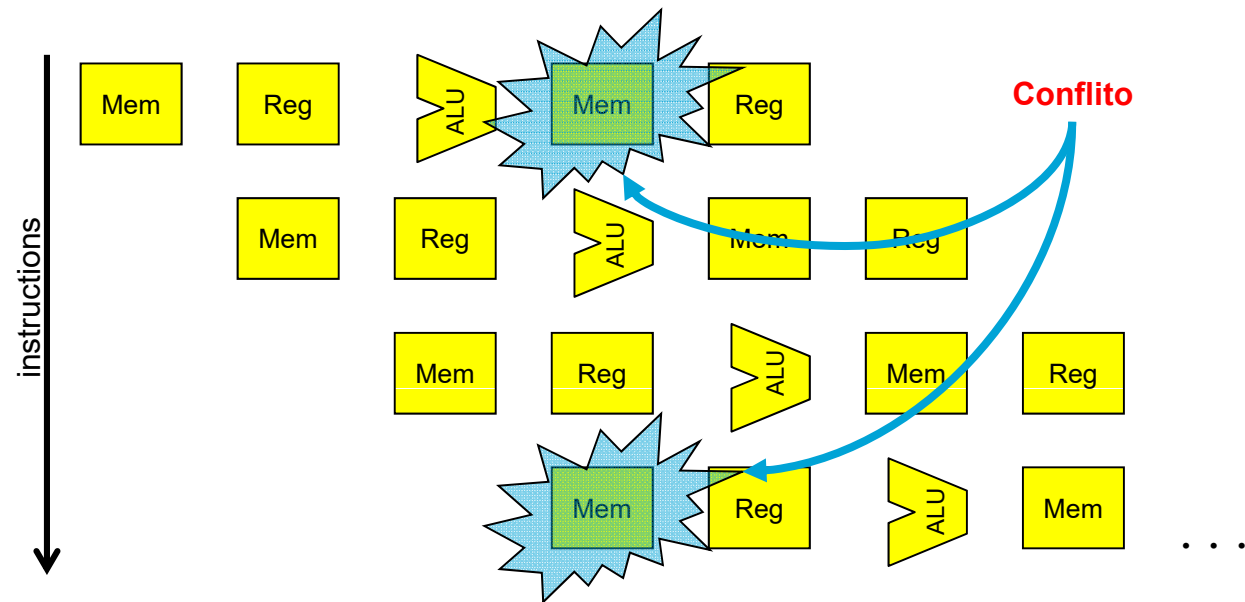 Conflito
Mem Reg ALU Mem Reg
Mem Reg ALU Mem Reg
Mem Reg ALU Mem Reg
Mem Reg ALU Mem
. . .
instructions